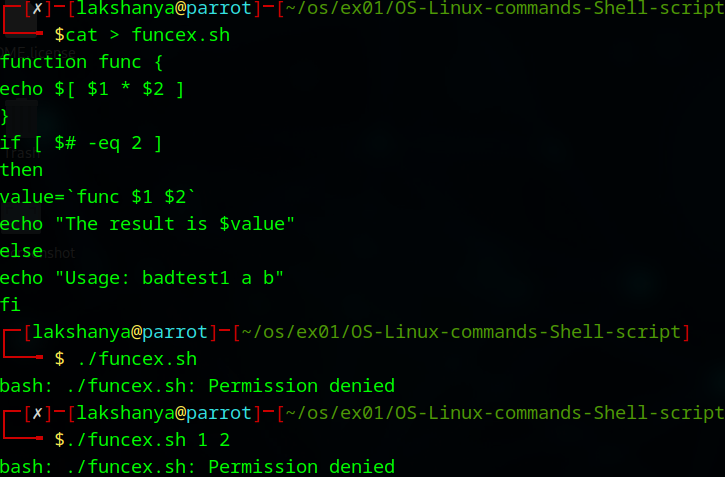 [✗]─[lakshanya@parrot]─[~/os/ex01/OS-Linux-commands-Shell-script
$cat > funcex.sh
function func {
echo $[ $1 * $2 ]
}
if [ $# -eq 2 ]
then
value=`func $1 $2`
echo "The result is $value"
else
echo "Usage: badtest1 a b"
fi
[lakshanya@parrot]─[~/os/ex01/OS-Linux-commands-Shell-script]
$ ./funcex.sh
bash: ./funcex.sh: Permission denied
[✗]─[lakshanya@parrot]─[~/os/ex01/OS-Linux-commands-Shell-script
$./funcex.sh 1 2
bash: ./funcex.sh: Permission denied